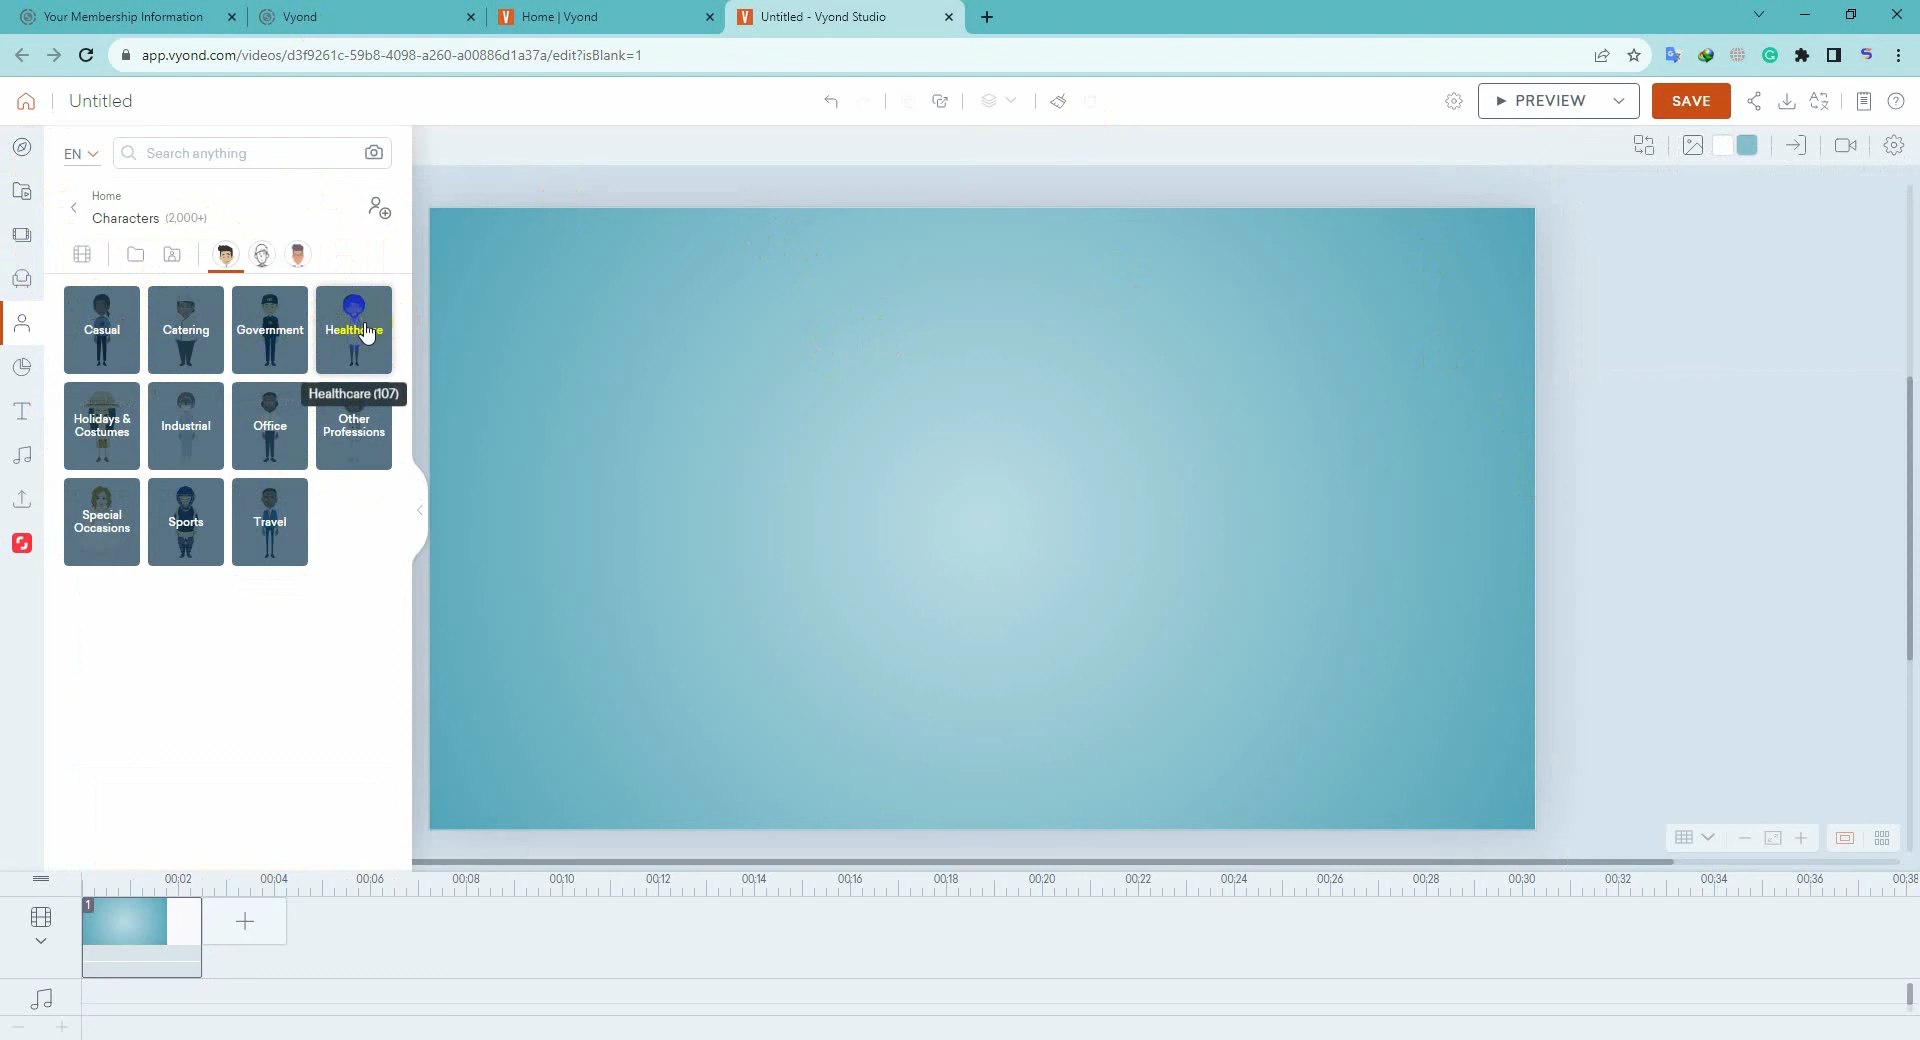 Your Membership Information
Vyond
Home | Vyond
Untitled - Vyond Studio
app.vyond.com/videos/d3f9261c-59b8-4098-a260-a00886d1a37a/edit?isBlank=1
Untitled
PREVIEW
SAVE
EN
Search anything
Home
Characters (2,000+)
Casual
Catering
Government
Healthcare
Healthcare (107)
Holidays &
Costumes
Industrial
Office
Other
Professions
Special
Occasions
Sports
Travel
00:02 00:04 00:06 00:08 00:10 00:12 00:14 00:16 00:18 00:20 00:22 00:24 00:26 00:28 00:30 00:32 00:34 00:36 00:38
1